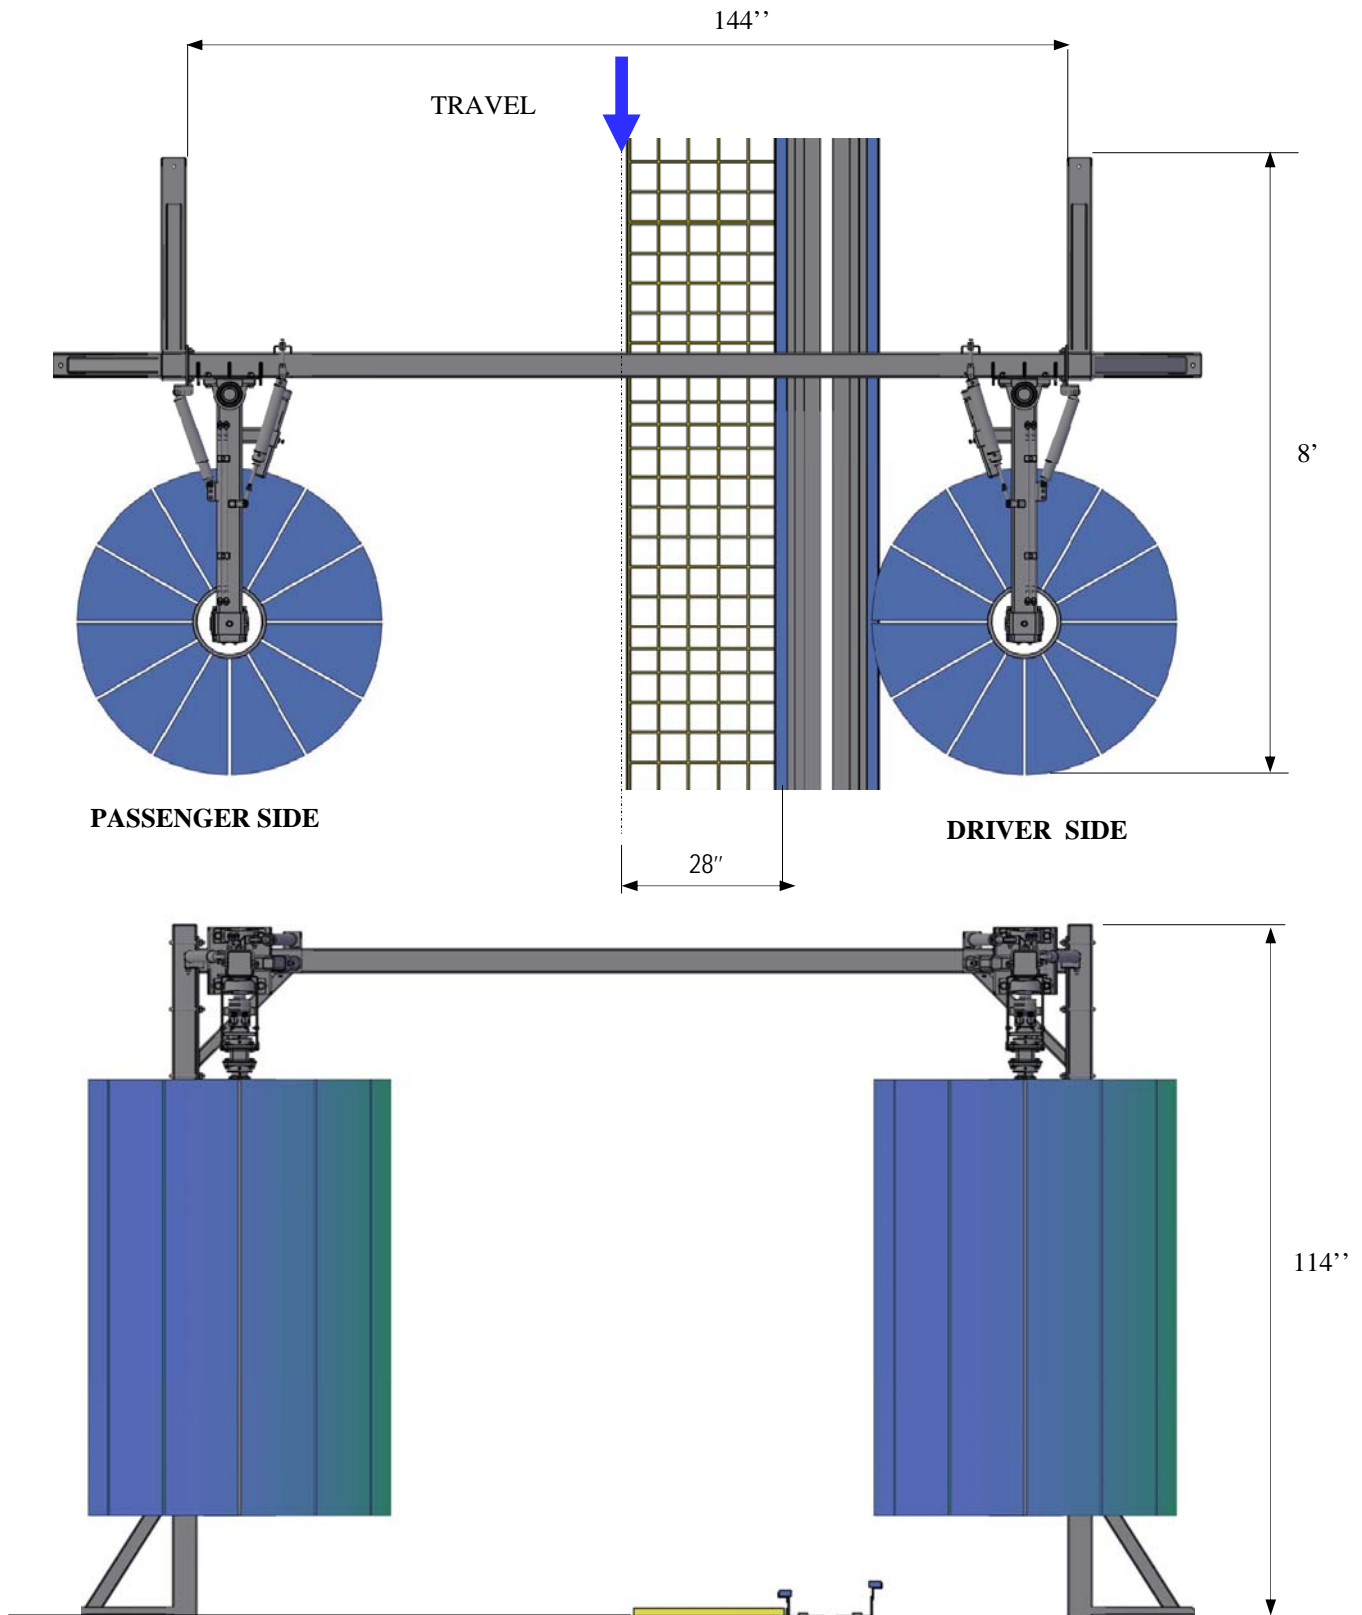 144’’
TRAVEL
8’
PASSENGER SIDE
DRIVER SIDE
28"
114’’